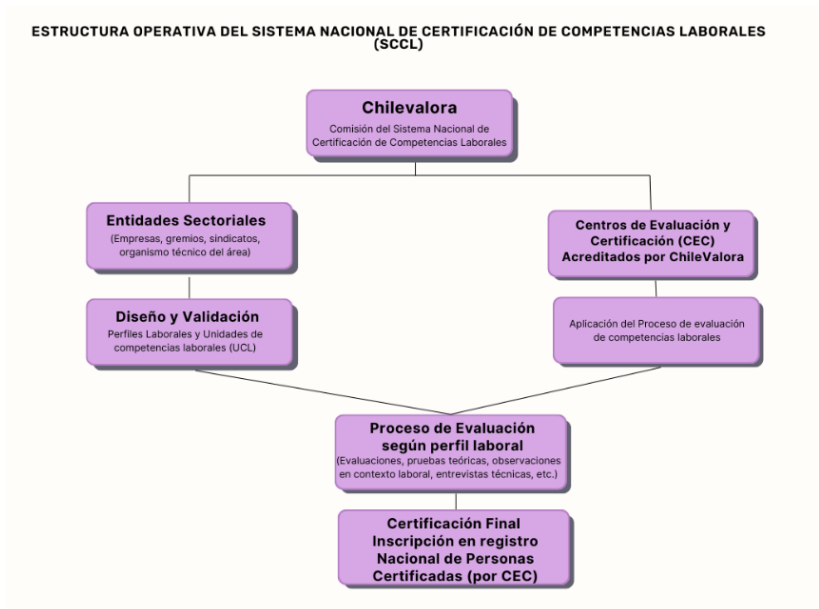 ESTRUCTURA OPERATIVA DEL SISTEMA NACIONAL DE CERTIFICACIÓN DE COMPETENCIAS LABORALES
(SCCL)
Chilevalora
Comisión del Sistema Nacional de
Certificación de Competencias Laborales
Entidades Sectoriales
(Empresas, gremios, sindicatos,
organismo técnico del área)
Centros de Evaluación y
Certificación (CEC)
Acreditados por ChileValora
Diseño y Validación
Perfiles Laborales y Unidades de
competencias laborales (UCL)
Aplicación del Proceso de evaluación
de competencias laborales
Proceso de Evaluación
según perfil laboral
(Evaluaciones, pruebas teóricas, observaciones
en contexto laboral, entrevistas técnicas, etc.)
Certificación Final
Inscripción en registro
Nacional de Personas
Certificadas (por CEC)